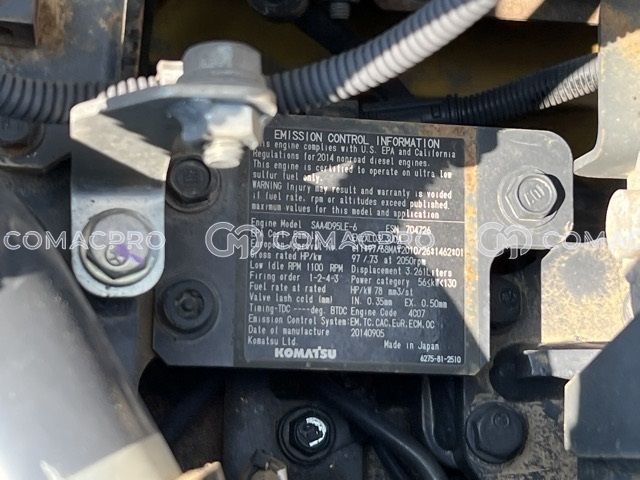 EMISSION CONTROL INFORMATION
This engine complies with U.S. EPA and California
Regulations for 2014 nonroad diesel engines.
This engine is certified to operate on ultra low
sulfur fuel only.
WARNING Injury may result and warranty is voided
if fuel rate, rpm or altitudes exceed published
maximum values for this model and application
Engine Model SAA4D95LE-6 ESN 704726
COMACPRO COMACPRO COMACPRO
Gross rated HP/kW 97 / 73 at 2050rpm
Low Idle RPM 1100 RPM Displacement 3.26liters
Firing order 1-2-4-3 Power category 56≤kW<130
Fuel rate at rated HP/kW 78 mm3/st
Valve lash cold (mm) IN. 0.35mm EX. 0.50mm
Timing-TDC ----deg. BTDC Engine Code 4C07
Emission Control System:EM,TC,CAC,EGR,ECM,OC
Date of manufacture 20140905
Komatsu Ltd. Made in Japan
KOMATSU 6275-81-2510